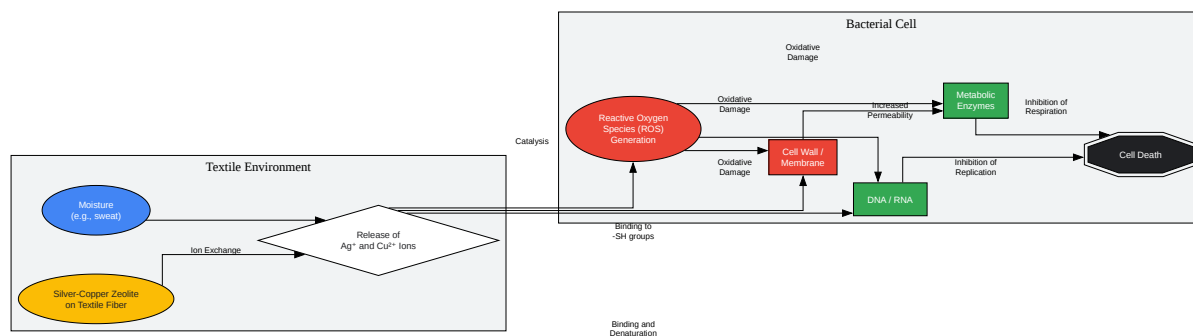 Bacterial Cell
Oxidative
Damage
Metabolic
Enzymes
Oxidative
Damage
Increased
Permeability
Inhibition of
Respiration
Reactive Oxygen
Species (ROS)
Generation
Catalysis
Cell Wall /
Membrane
Cell Death
Oxidative
Damage
Inhibition of
Replication
DNA / RNA
Textile Environment
Moisture
(e.g., sweat)
Release of
Ag⁺ and Cu²⁺ Ions
Ion Exchange
Silver-Copper Zeolite
on Textile Fiber
Binding to
-SH groups
Binding and
Denaturation